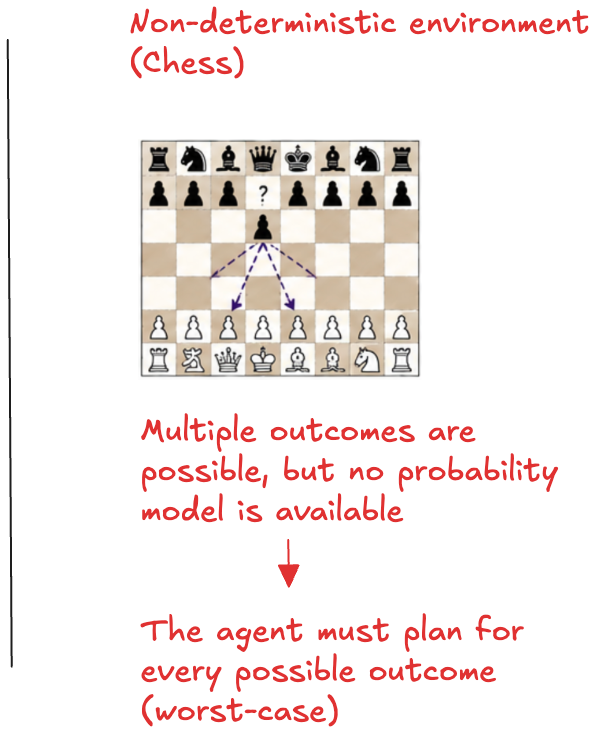 Non-deterministic environment
(Chess)
?
Multiple outcomes are
possible, but no probability
model is available
The agent must plan for
every possible outcome
(worst-case)